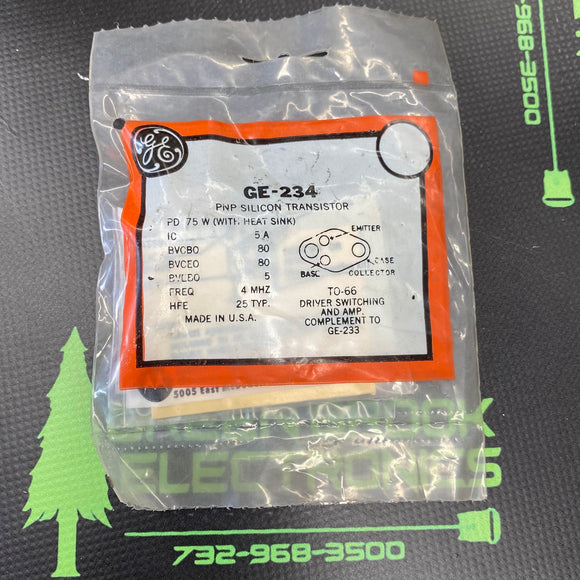 GE
GE-234
PNP SILICON TRANSISTOR
PD 75 W (WITH HEAT SINK)
IC 5 A
BVCBO 80
BVCEO 80
BVEBO 5
FREQ 4 MHZ
HFE 25 TYP.
MADE IN U.S.A.
EMITTER
BASE
CASE
COLLECTOR
TO-66
DRIVER SWITCHING
AND AMP.
COMPLEMENT TO
GE-233
5005 East
ELECTRONICS
732-968-3500
968-3500